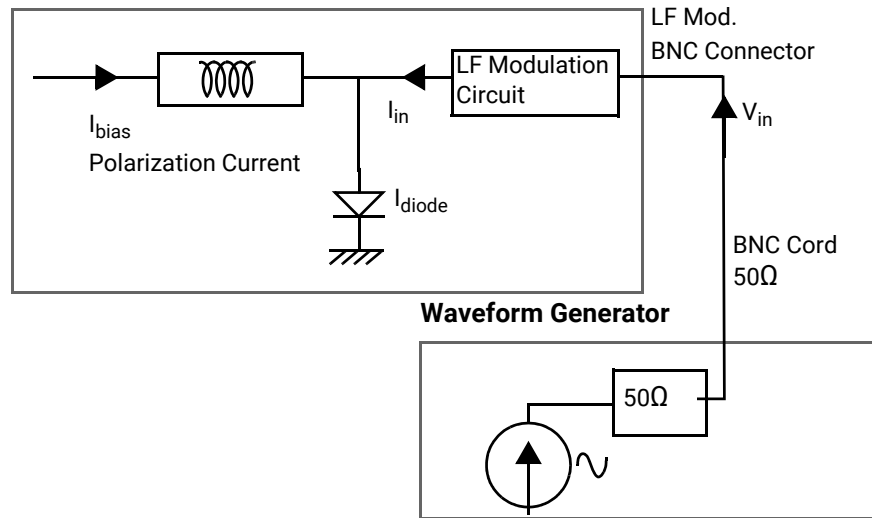 LF Mod.
BNC Connector
LF Modulation
Circuit
I_in
V_in
I_bias
Polarization Current
I_diode
BNC Cord
50Ω
Waveform Generator
50Ω